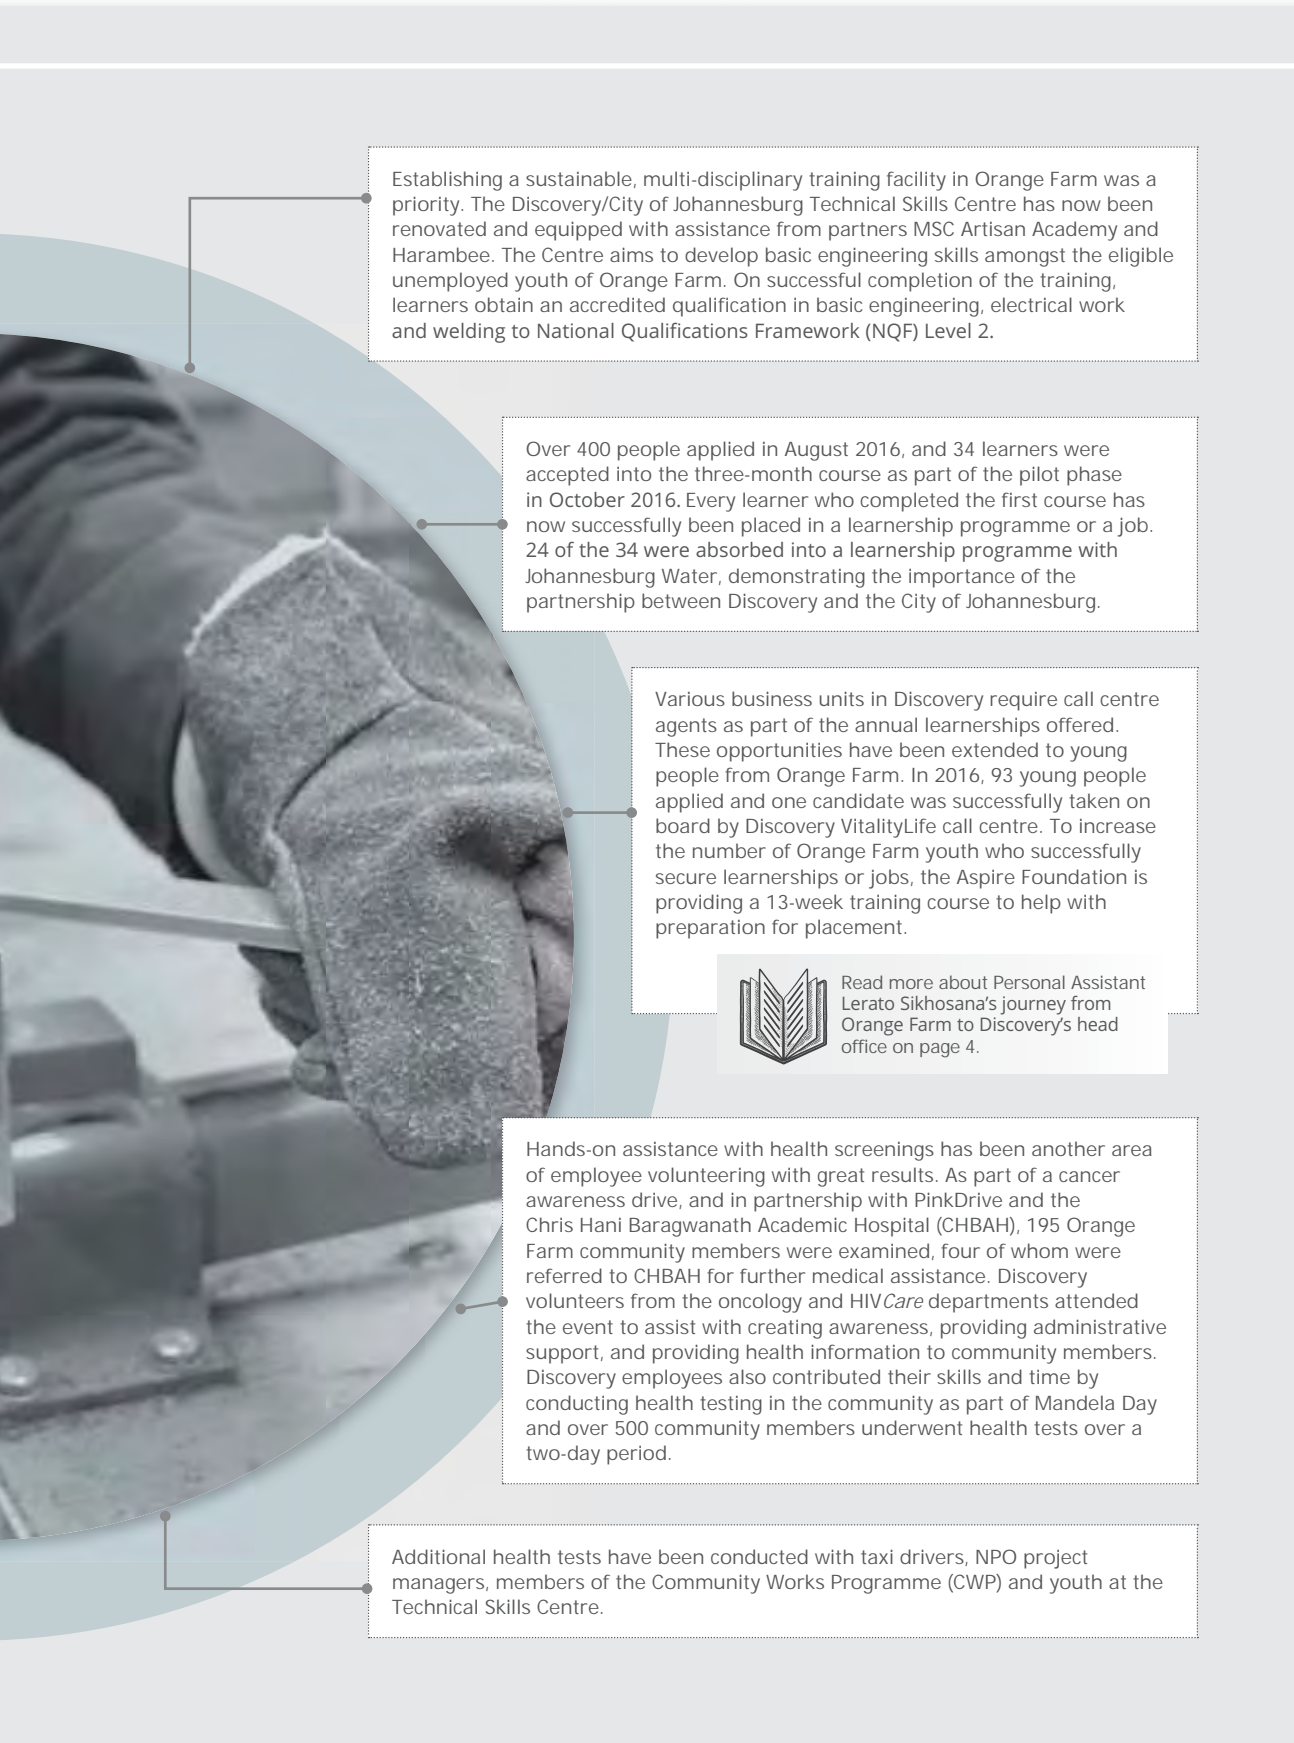 Establishing a sustainable, multi-disciplinary training facility in Orange Farm was a
priority. The Discovery/City of Johannesburg Technical Skills Centre has now been
renovated and equipped with assistance from partners MSC Artisan Academy and
Harambee. The Centre aims to develop basic engineering skills amongst the eligible
unemployed youth of Orange Farm. On successful completion of the training,
learners obtain an accredited qualification in basic engineering, electrical work
and welding to National Qualifications Framework (NQF) Level 2.
Over 400 people applied in August 2016, and 34 learners were
accepted into the three-month course as part of the pilot phase
in October 2016. Every learner who completed the first course has
now successfully been placed in a learnership programme or a job.
24 of the 34 were absorbed into a learnership programme with
Johannesburg Water, demonstrating the importance of the
partnership between Discovery and the City of Johannesburg.
Various business units in Discovery require call centre
agents as part of the annual learnerships offered.
These opportunities have been extended to young
people from Orange Farm. In 2016, 93 young people
applied and one candidate was successfully taken on
board by Discovery VitalityLife call centre. To increase
the number of Orange Farm youth who successfully
secure learnerships or jobs, the Aspire Foundation is
providing a 13-week training course to help with
preparation for placement.
Read more about Personal Assistant
Lerato Sikhosana's journey from
Orange Farm to Discovery's head
office on page 4.
Hands-on assistance with health screenings has been another area
of employee volunteering with great results. As part of a cancer
awareness drive, and in partnership with PinkDrive and the
Chris Hani Baragwanath Academic Hospital (CHBAH), 195 Orange
Farm community members were examined, four of whom were
referred to CHBAH for further medical assistance. Discovery
volunteers from the oncology and HIVCare departments attended
the event to assist with creating awareness, providing administrative
support, and providing health information to community members.
Discovery employees also contributed their skills and time by
conducting health testing in the community as part of Mandela Day
and over 500 community members underwent health tests over a
two-day period.
Additional health tests have been conducted with taxi drivers, NPO project
managers, members of the Community Works Programme (CWP) and youth at the
Technical Skills Centre.